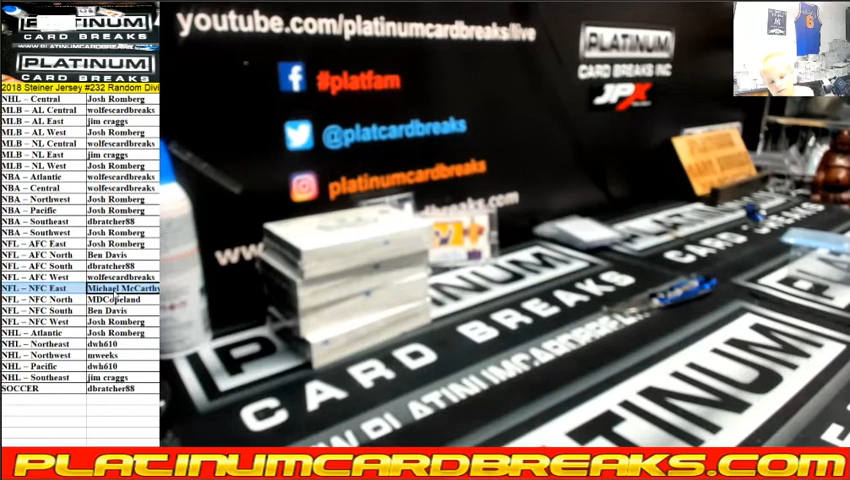 PLATINUM
CARD BREAKS
PLATINUM
CARD BREAKS
2018 Steiner Jersey #232 Random Divi
NHL – Central Josh Romberg
MLB – AL Central wolfescardbreaks
MLB – AL East jim craggs
MLB – AL West Josh Romberg
MLB – NL Central wolfescardbreaks
MLB – NL East jim craggs
MLB – NL West Josh Romberg
NBA – Atlantic wolfescardbreaks
NBA – Central wolfescardbreaks
NBA – Northwest Josh Romberg
NBA – Pacific Josh Romberg
NBA – Southeast dbratcher88
NBA – Southwest Josh Romberg
NFL – AFC East Josh Romberg
NFL – AFC North Ben Davis
NFL – AFC South dbratcher88
NFL – AFC West wolfescardbreaks
NFL – NFC East Michael McCarthy
NFL – NFC North MDCopeland
NFL – NFC South Ben Davis
NFL – NFC West Josh Romberg
NHL – Atlantic Josh Romberg
NHL – Northeast dwh610
NHL – Northwest mweeks
NHL – Pacific dwh610
NHL – Southeast jim craggs
SOCCER dbratcher88
youtube.com/platinumcardbreaks/live
#platfam
@platcardbreaks
platinumcardbreaks
PLATINUM
CARD BREAKS INC
JPX
6
CARD BREAKS
CARD BREAKS
PLATINUMCARDBREAKS.COM